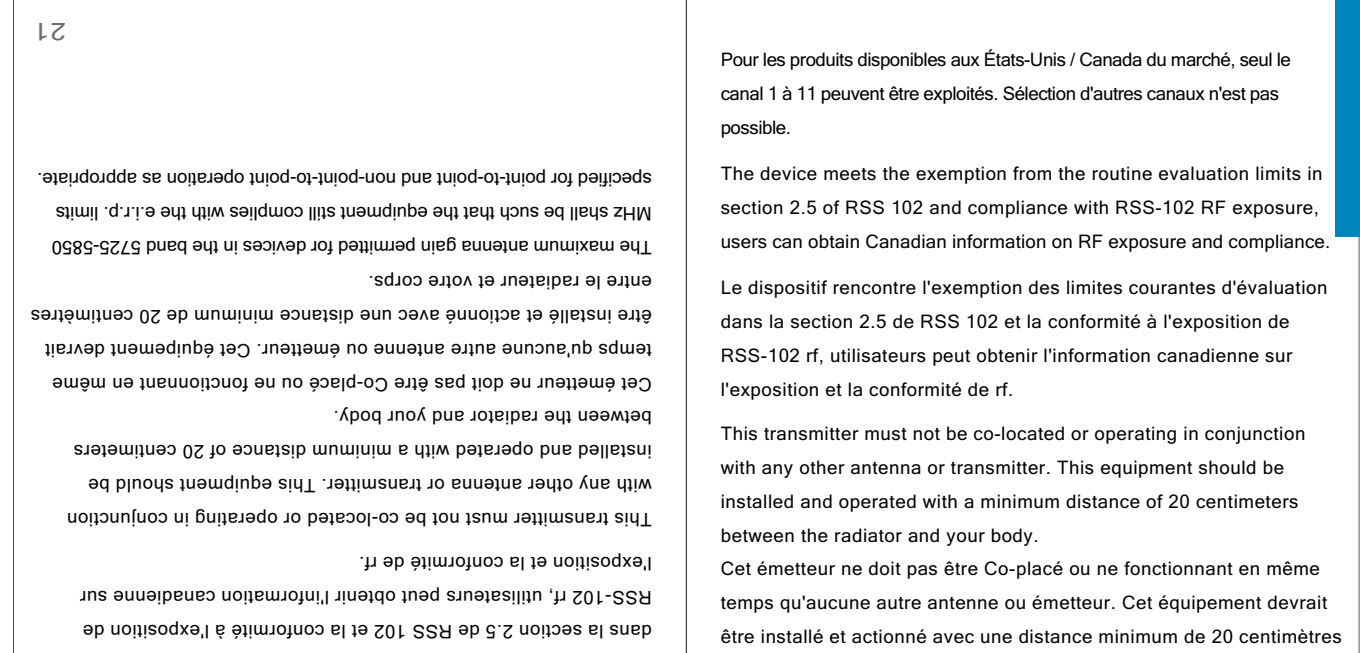 dans la section 2.5 de RSS 102 et la conformité à l'exposition de
RSS-102 rf, utilisateurs peut obtenir l'information canadienne sur
l'exposition et la conformité de rf.
This transmitter must not be co-located or operating in conjunction
with any other antenna or transmitter. This equipment should be
installed and operated with a minimum distance of 20 centimeters
between the radiator and your body.
Cet émetteur ne doit pas être Co-placé ou ne fonctionnant en même
temps qu'aucune autre antenne ou émetteur. Cet équipement devrait
être installé et actionné avec une distance minimum de 20 centimètres
entre le radiateur et votre corps.
The maximum antenna gain permitted for devices in the band 5725-5850
MHz shall be such that the equipment still complies with the e.i.r.p. limits
specified for point-to-point and non-point-to-point operation as appropriate.
21
Pour les produits disponibles aux États-Unis / Canada du marché, seul le
canal 1 à 11 peuvent être exploités. Sélection d'autres canaux n'est pas
possible.
The device meets the exemption from the routine evaluation limits in
section 2.5 of RSS 102 and compliance with RSS-102 RF exposure,
users can obtain Canadian information on RF exposure and compliance.
Le dispositif rencontre l'exemption des limites courantes d'évaluation
dans la section 2.5 de RSS 102 et la conformité à l'exposition de
RSS-102 rf, utilisateurs peut obtenir l'information canadienne sur
l'exposition et la conformité de rf.
This transmitter must not be co-located or operating in conjunction
with any other antenna or transmitter. This equipment should be
installed and operated with a minimum distance of 20 centimeters
between the radiator and your body.
Cet émetteur ne doit pas être Co-placé ou ne fonctionnant en même
temps qu'aucune autre antenne ou émetteur. Cet équipement devrait
être installé et actionné avec une distance minimum de 20 centimètres